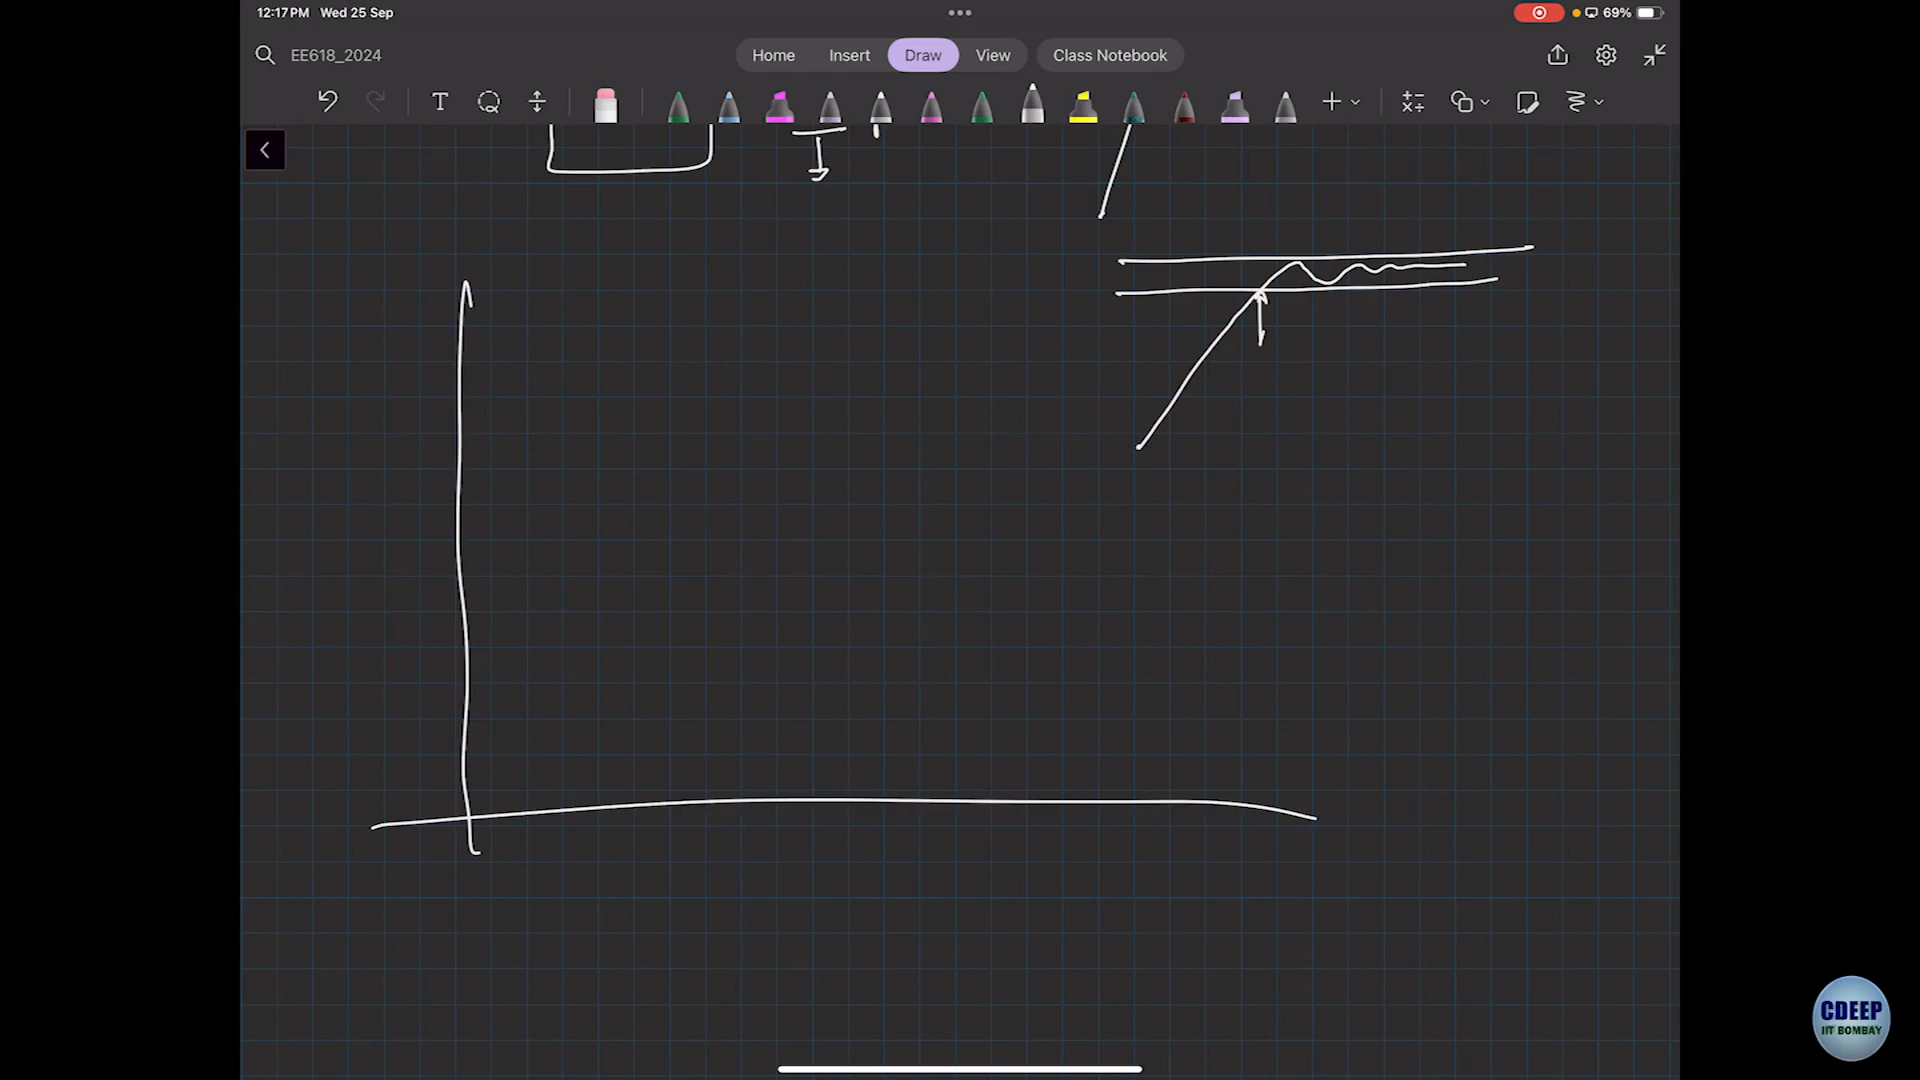 12:17 PM Wed 25 Sep
69%
EE618_2024
Home Insert Draw View Class Notebook
T
CDEEP
IIT BOMBAY